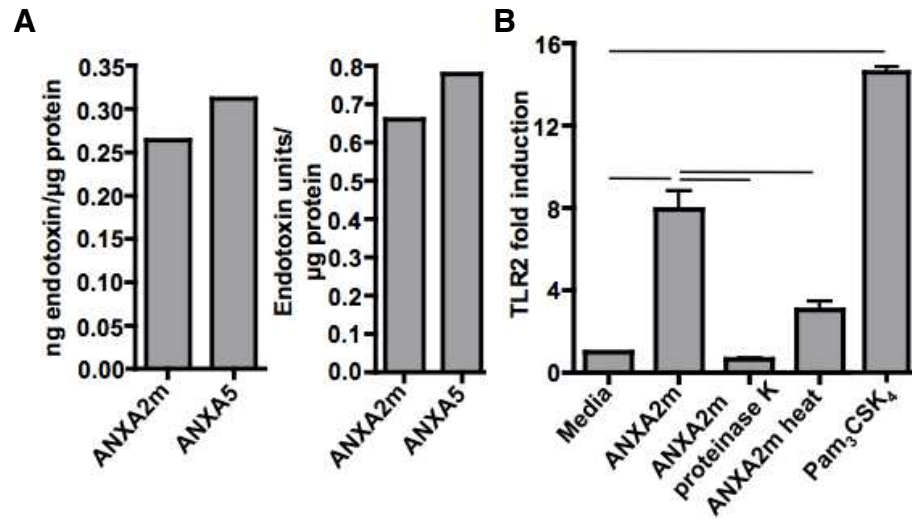 A
B
ng endotoxin/µg protein
0.35
0.30
0.25
0.20
0.15
0.10
0.05
0.00
ANXA2m
ANXA5
Endotoxin units/
µg protein
0.8
0.7
0.6
0.5
0.4
0.3
0.2
0.1
0.0
ANXA2m
ANXA5
TLR2 fold induction
16
12
8
4
0
Media
ANXA2m
ANXA2m
proteinase K
ANXA2m heat
Pam₃CSK₄